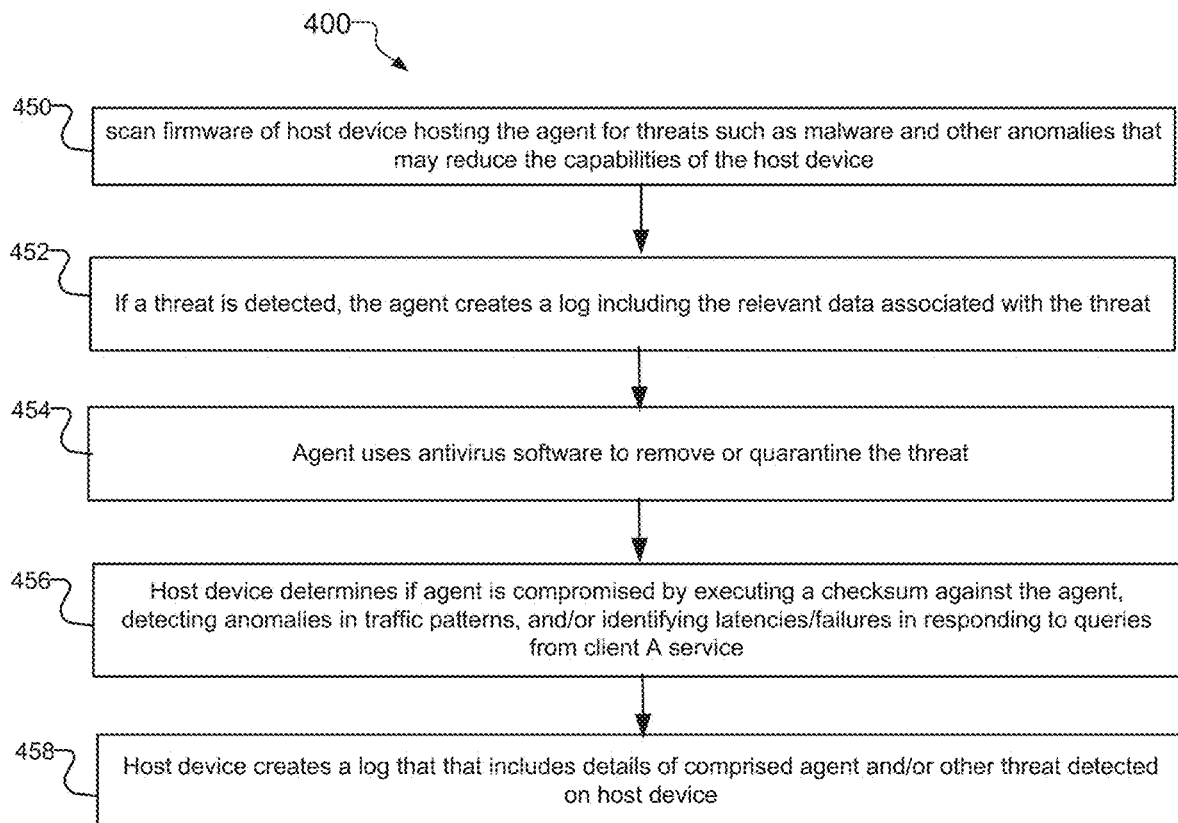 400
450
scan firmware of host device hosting the agent for threats such as malware and other anomalies that
may reduce the capabilities of the host device
452
If a threat is detected, the agent creates a log including the relevant data associated with the threat
454
Agent uses antivirus software to remove or quarantine the threat
456
Host device determines if agent is compromised by executing a checksum against the agent,
detecting anomalies in traffic patterns, and/or identifying latencies/failures in responding to queries
from client A service
458
Host device creates a log that that includes details of comprised agent and/or other threat detected
on host device